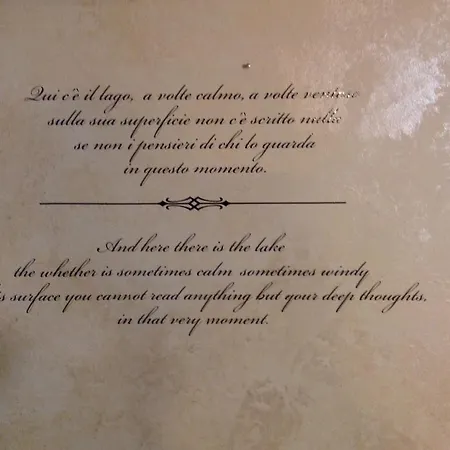 Qui c'è il lago, a volte calmo, a volte
sulla sua superficie non c'è scritto nulla
se non i pensieri di chi lo guarda
in questo momento.
And here there is the lake
the whether is sometimes calm sometimes windy
surface you cannot read anything but your deep thoughts,
in that very moment.